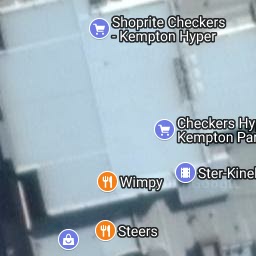 Shoprite Checkers
- Kempton Hyper
Checkers Hy
Kempton Par
Ster-Kine
Wimpy
Steers